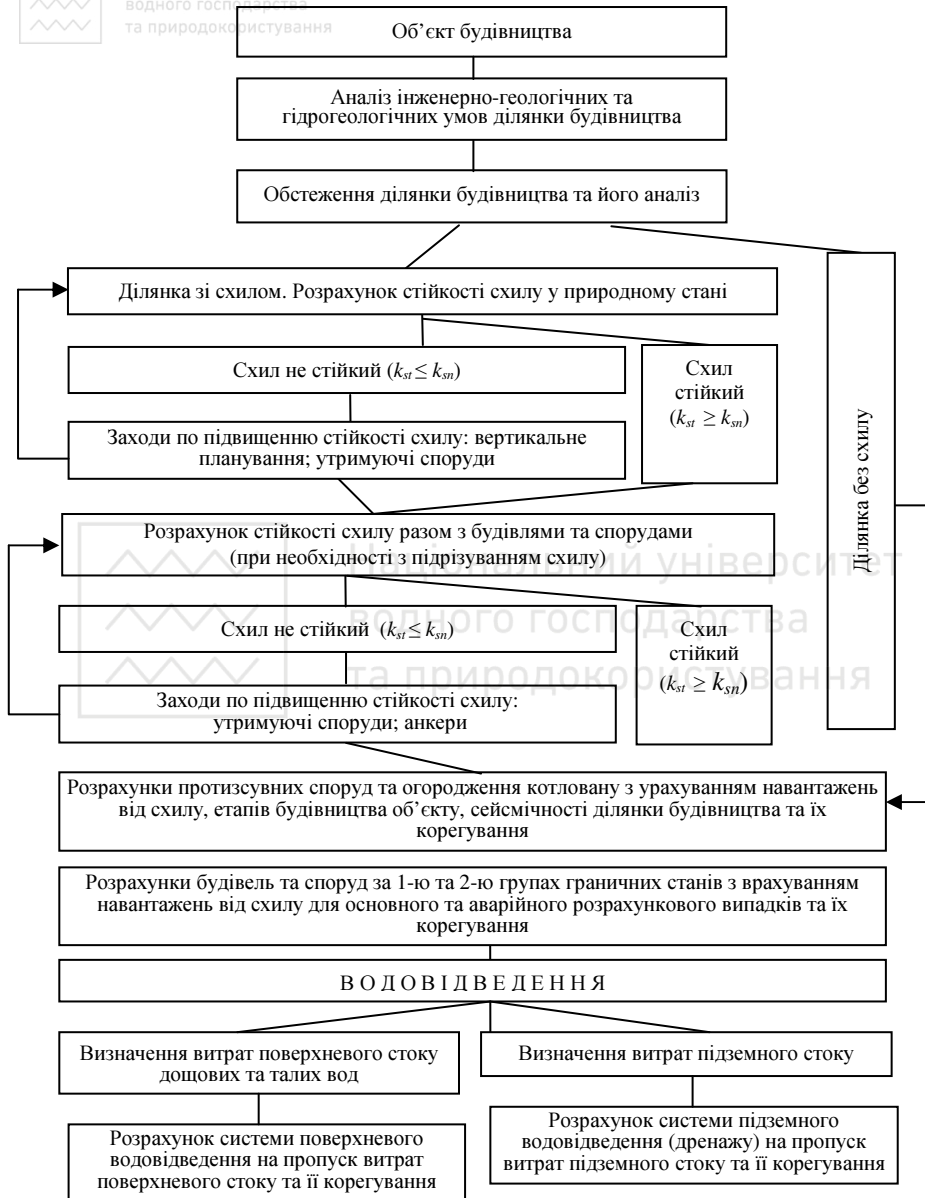 водного господарства
та природокористування
Об’єкт будівництва
Аналіз інженерно-геологічних та
гідрогеологічних умов ділянки будівництва
Обстеження ділянки будівництва та його аналіз
Ділянка зі схилом. Розрахунок стійкості схилу у природному стані
Схил не стійкий (kst ≤ ksn)
Схил
стійкий
(kst ≥ ksn)
Заходи по підвищенню стійкості схилу: вертикальне
планування; утримуючі споруди
Ділянка без схилу
Розрахунок стійкості схилу разом з будівлями та спорудами
(при необхідності з підрізуванням схилу)
Національний університет
водного господарства
та природокористування
Схил не стійкий (kst ≤ ksn)
Схил
стійкий
(kst ≥ ksn)
Заходи по підвищенню стійкості схилу:
утримуючі споруди; анкери
Розрахунки протизсувних споруд та огородження котловану з урахуванням навантажень
від схилу, етапів будівництва об’єкту, сейсмічності ділянки будівництва та їх
корегування
Розрахунки будівель та споруд за 1-ю та 2-ю групах граничних станів з врахуванням
навантажень від схилу для основного та аварійного розрахункового випадків та їх
корегування
В О Д О В І Д В Е Д Е Н Н Я
Визначення витрат поверхневого стоку
дощових та талих вод
Визначення витрат підземного стоку
Розрахунок системи поверхневого
водовідведення на пропуск витрат
поверхневого стоку та її корегування
Розрахунок системи підземного
водовідведення (дренажу) на пропуск
витрат підземного стоку та її корегування